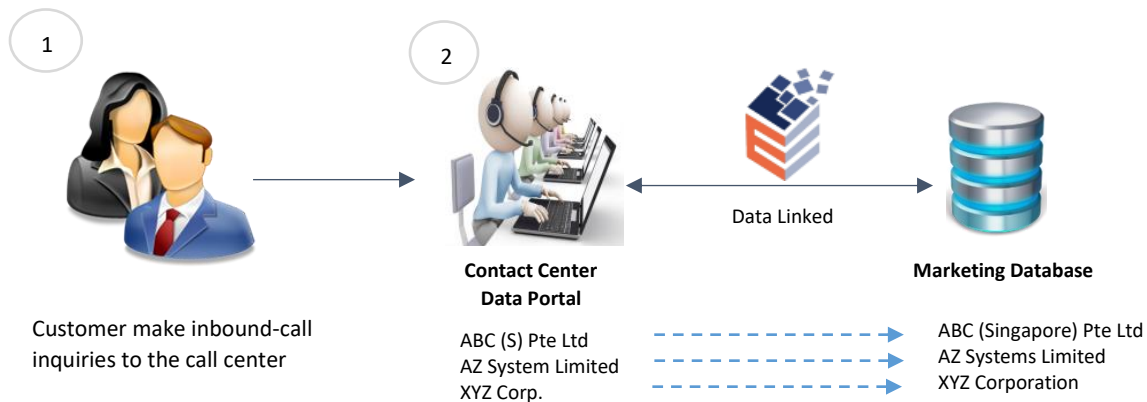 1
2
Data Linked
Contact Center
Data Portal
Marketing Database
Customer make inbound-call
inquiries to the call center
ABC (S) Pte Ltd
AZ System Limited
XYZ Corp.
ABC (Singapore) Pte Ltd
AZ Systems Limited
XYZ Corporation